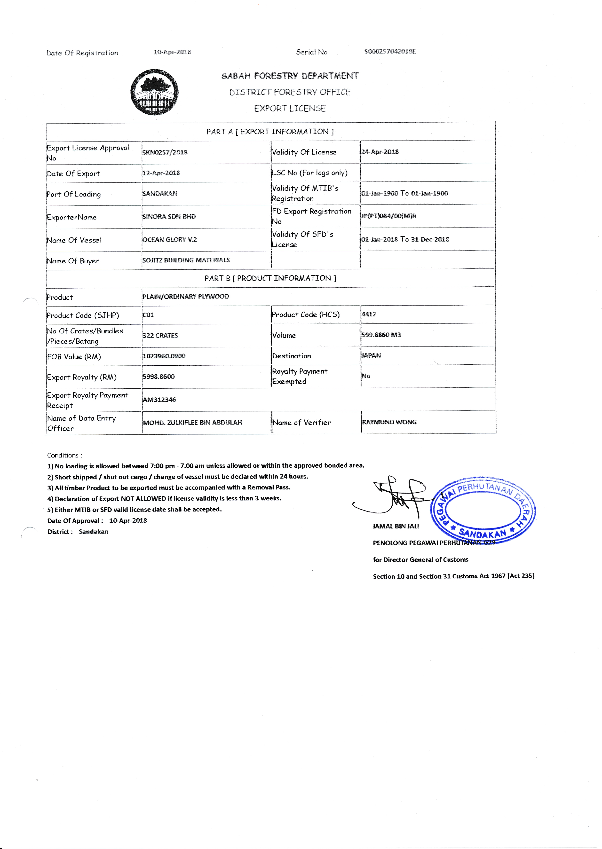 Date Of Registration 10-Apr-2018 Serial No
SABAH FORESTRY DEPARTMENT
DISTRICT FORESTRY OFFICE
EXPORT LICENSE
PART A [ EXPORT INFORMATION ]
Export License Approval No SKN0257/2018 Validity Of License 24-Apr-2018
Date Of Export 12-Apr-2018 LSC No (For logs only)
Port Of Loading SANDAKAN Validity Of MTIB's Registration 01-Jan-1900 To 01-Jan-1900
ExporterName SINORA SDN BHD FD Export Registration No
Name Of Vessel OCEAN GLORY V.2 Validity Of SFD's License 02-Jan-2018 To 31-Dec-2018
Name Of Buyer SOJITZ BUILDING MATERIALS
PART B [ PRODUCT INFORMATION ]
Product PLAIN/ORDINARY PLYWOOD
Product Code (SIHP) Product Code (HCS) 4412
No Of Crates/Bundles /Pieces/Batang 522 CRATES Volume 599.8860 M3
FOB Value (RM) Destination JAPAN
Export Royalty (RM) 5998.8600 Royalty Payment Exempted No
Export Royalty Payment Receipt AM312346
Name of Data Entry Officer MOHD. ZULKIFLEE BIN ABDULAH Name of Verifier RAYMUND WONG
Conditions :
1) No loading is allowed between 7:00 pm - 7.00 am unless allowed or within the approved bonded area.
2) Short shipped / shut out cargo / change of vessel must be declared within 24 hours.
3) All timber Product to be exported must be accompanied with a Removal Pass.
4) Declaration of Export NOT ALLOWED if license validity is less than 3 weeks.
5) Either MTIB or SFD valid license date shall be accepted.
Date Of Approval : 10 Apr 2018
District : Sandakan
PEGAWAI PERHUTANAN DAERAH
* SANDAKAN *
JAMAL BIN JALI
PENOLONG PEGAWAI PERHUTANAN
for Director General of Customs
Section 10 and Section 31 Customs Act 1967 [Act 235]